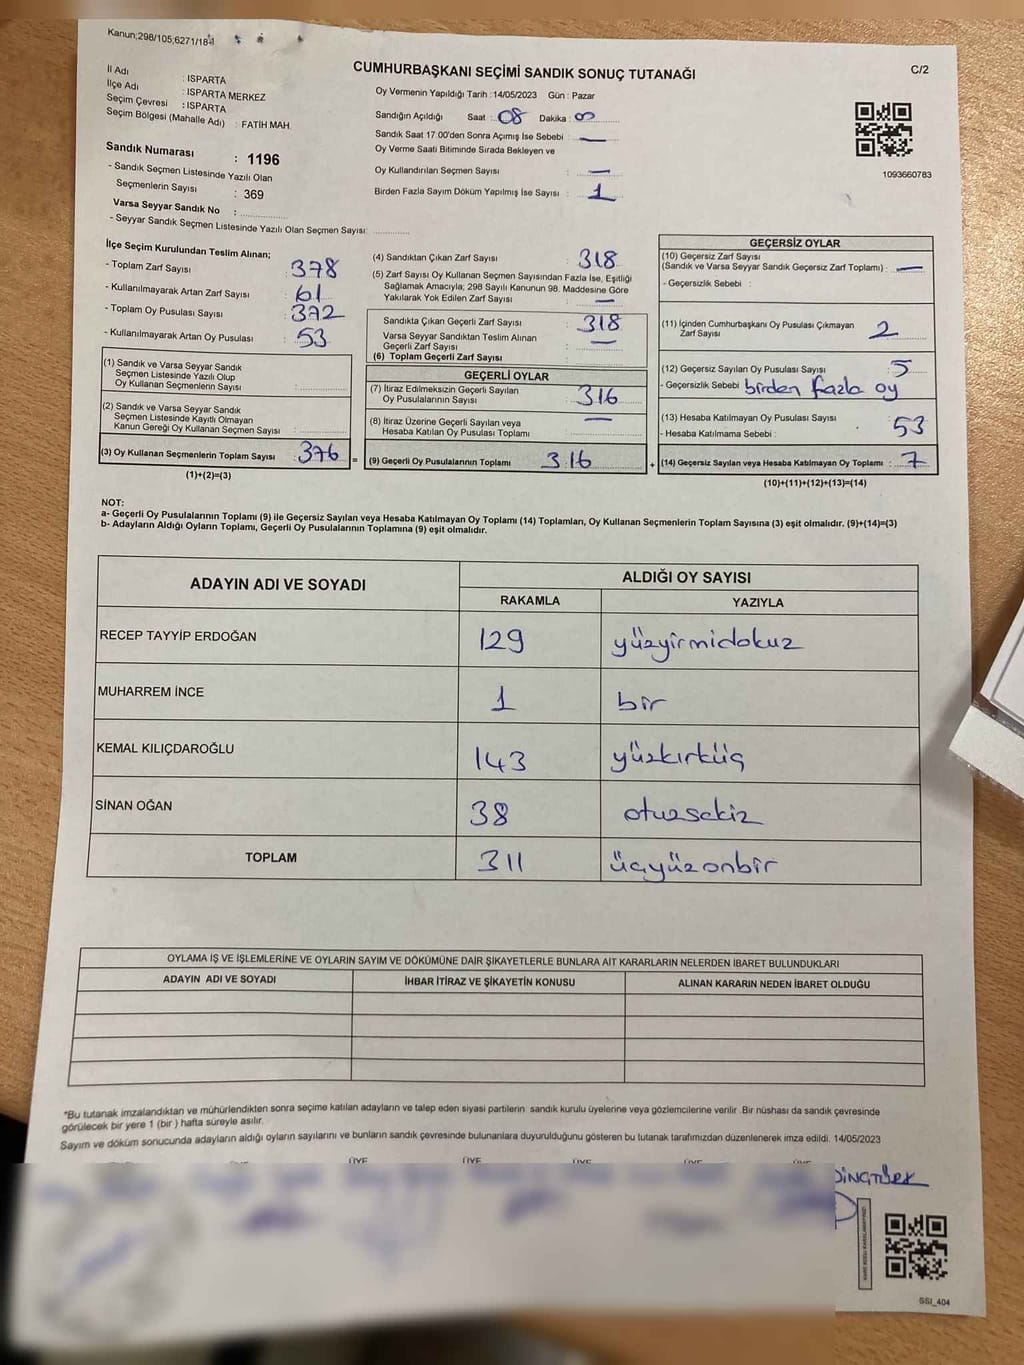 Kanun;298/105,6271/18-1
C/2
CUMHURBAŞKANI SEÇİMİ SANDIK SONUÇ TUTANAĞI
İl Adı : ISPARTA
İlçe Adı : ISPARTA MERKEZ
Seçim Çevresi : ISPARTA
Seçim Bölgesi (Mahalle Adı) : FATİH MAH.
Sandık Numarası : 1196
- Sandık Seçmen Listesinde Yazılı Olan
Seçmenlerin Sayısı : 369
Varsa Seyyar Sandık No :
- Seyyar Sandık Seçmen Listesinde Yazılı Olan Seçmen Sayısı:
Oy Vermenin Yapıldığı Tarih :14/05/2023 Gün : Pazar
Sandığın Açıldığı Saat : 08 Dakika : 00
Sandık Saat 17:00'den Sonra Açımış İse Sebebi : —
Oy Verme Saati Bitiminde Sırada Bekleyen ve
Oy Kullandırılan Seçmen Sayısı : —
Birden Fazla Sayım Döküm Yapılmış İse Sayısı : 1
1093660783
İlçe Seçim Kurulundan Teslim Alınan;
- Toplam Zarf Sayısı : 378
- Kullanılmayarak Artan Zarf Sayısı : 61
- Toplam Oy Pusulası Sayısı : 372
- Kullanılmayarak Artan Oy Pusulası : 53
(1) Sandık ve Varsa Seyyar Sandık
Seçmen Listesinde Yazılı Olup
Oy Kullanan Seçmenlerin Sayısı :
(2) Sandık ve Varsa Seyyar Sandık
Seçmen Listesinde Kayıtlı Olmayan
Kanun Gereği Oy Kullanan Seçmen Sayısı :
(3) Oy Kullanan Seçmenlerin Toplam Sayısı : 376 =
(1)+(2)=(3)
(4) Sandıktan Çıkan Zarf Sayısı : 318
(5) Zarf Sayısı Oy Kullanan Seçmen Sayısından Fazla İse, Eşitliği
Sağlamak Amacıyla; 298 Sayılı Kanunun 98. Maddesine Göre
Yakılarak Yok Edilen Zarf Sayısı : —
Sandıkta Çıkan Geçerli Zarf Sayısı : 318
Varsa Seyyar Sandıktan Teslim Alınan
Geçerli Zarf Sayısı : —
(6) Toplam Geçerli Zarf Sayısı :
GEÇERLİ OYLAR
(7) İtiraz Edilmeksizin Geçerli Sayılan
Oy Pusulalarının Sayısı : 316
(8) İtiraz Üzerine Geçerli Sayılan veya
Hesaba Katılan Oy Pusulası Toplamı : —
(9) Geçerli Oy Pusulalarının Toplamı : 316 +
GEÇERSİZ OYLAR
(10) Geçersiz Zarf Sayısı
(Sandık ve Varsa Seyyar Sandık Geçersiz Zarf Toplamı) : —
- Geçersizlik Sebebi :
(11) İçinden Cumhurbaşkanı Oy Pusulası Çıkmayan
Zarf Sayısı : 2
(12) Geçersiz Sayılan Oy Pusulası Sayısı : 5
- Geçersizlik Sebebi : birden fazla oy
(13) Hesaba Katılmayan Oy Pusulası Sayısı : 53
- Hesaba Katılmama Sebebi :
(14) Geçersiz Sayılan veya Hesaba Katılmayan Oy Toplamı : 7
(10)+(11)+(12)+(13)=(14)
NOT:
a- Geçerli Oy Pusulalarının Toplamı (9) ile Geçersiz Sayılan veya Hesaba Katılmayan Oy Toplamı (14) Toplamları, Oy Kullanan Seçmenlerin Toplam Sayısına (3) eşit olmalıdır. (9)+(14)=(3)
b- Adayların Aldığı Oyların Toplamı, Geçerli Oy Pusulalarının Toplamına (9) eşit olmalıdır.
ADAYIN ADI VE SOYADI ALDIĞI OY SAYISI
RAKAMLA YAZIYLA
RECEP TAYYİP ERDOĞAN 129 yüzyirmidokuz
MUHARREM İNCE 1 bir
KEMAL KILIÇDAROĞLU 143 yüzkırküç
SİNAN OĞAN 38 otuzsekiz
TOPLAM 311 üçyüzonbir
OYLAMA İŞ VE İŞLEMLERİNE VE OYLARIN SAYIM VE DÖKÜMÜNE DAİR ŞİKAYETLERLE BUNLARA AİT KARARLARIN NELERDEN İBARET BULUNDUKLARI
ADAYIN ADI VE SOYADI İHBAR İTİRAZ VE ŞİKAYETİN KONUSU ALINAN KARARIN NEDEN İBARET OLDUĞU
*Bu tutanak imzalandıktan ve mühürlendikten sonra seçime katılan adayların ve talep eden siyasi partilerin sandık kurulu üyelerine veya gözlemcilerine verilir .Bir nüshası da sandık çevresinde
görülecek bir yere 1 (bir ) hafta süreyle asılır.
Sayım ve döküm sonucunda adayların aldığı oyların sayılarını ve bunların sandık çevresinde bulunanlara duyurulduğunu gösteren bu tutanak tarafımızdan düzenlenerek imza edildi. 14/05/2023
ÜYE ÜYE ÜYE
SSI_404